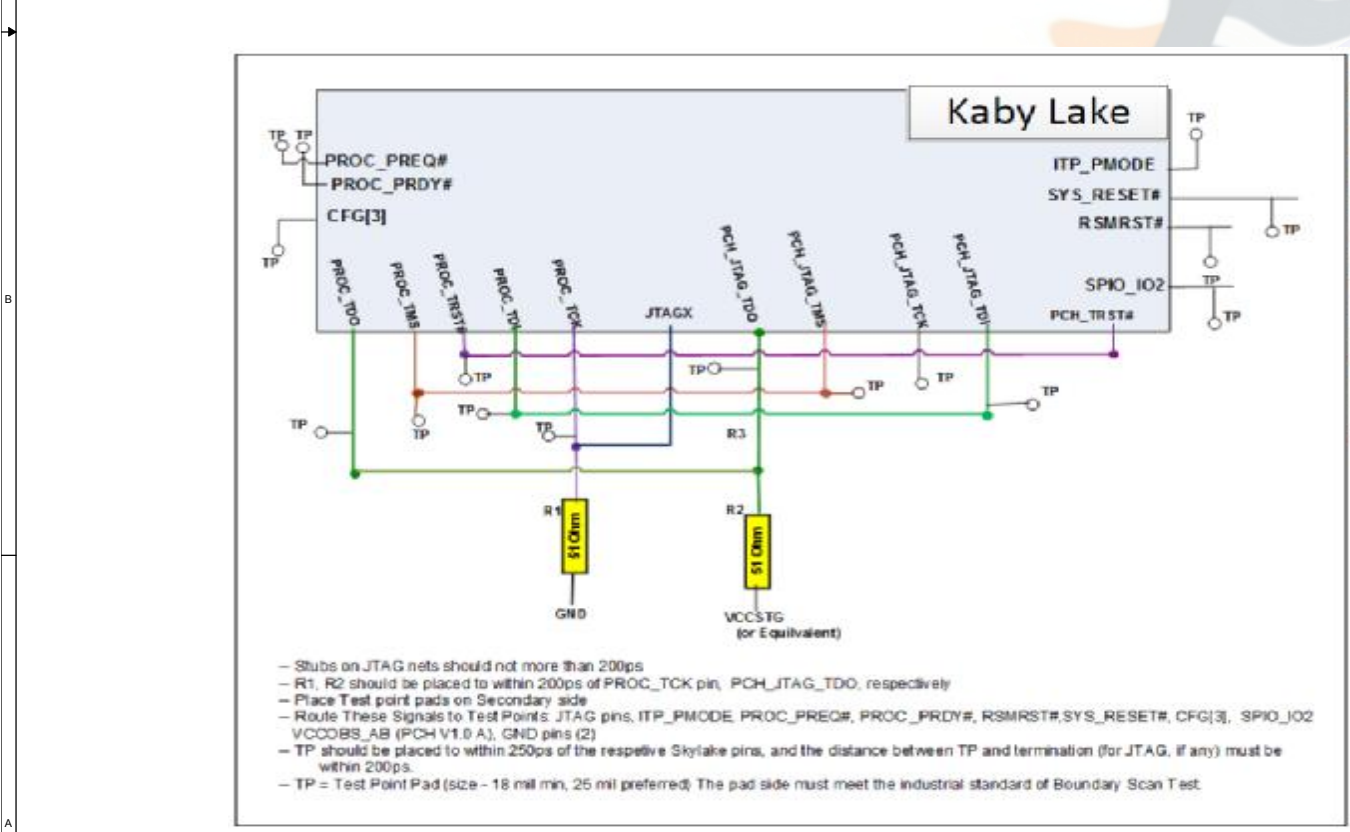 Kaby Lake
TP TP
TP
PROC_PREQ#
PROC_PRDY#
CFG[3]
TP
ITP_PMODE
SYS_RESET#
TP
RSMRST#
TP
SPIO_IO2
TP
PCH_TRST#
PROC_TDO
PROC_TMS
PROC_TRST#
PROC_TDI
PROC_TCK
JTAGX
PCH_JTAG_TDO
PCH_JTAG_TMS
PCH_JTAG_TCK
PCH_JTAG_TDI
B
TP
TP
TP
TP
TP
TP
TP
TP
TP
R3
R1
51 Ohm
GND
R2
51 Ohm
VCCSTG
(or Equilvalent)
– Stubs on JTAG nets should not more than 200ps
– R1, R2 should be placed to within 200ps of PROC_TCK pin, PCH_JTAG_TDO, respectively
– Place Test point pads on Secondary side
– Route These Signals to Test Points: JTAG pins, ITP_PMODE, PROC_PREQ#, PROC_PRDY#, RSMRST#,SYS_RESET#, CFG[3], SPIO_IO2
VCCOBS_AB (PCH V1.0 A), GND pins (2)
– TP should be placed to within 250ps of the respetive Skylake pins, and the distance between TP and termination (for JTAG, if any) must be
within 200ps.
– TP = Test Point Pad (size - 18 mill min, 25 mil preferred) The pad side must meet the industrial standard of Boundary Scan Test.
A